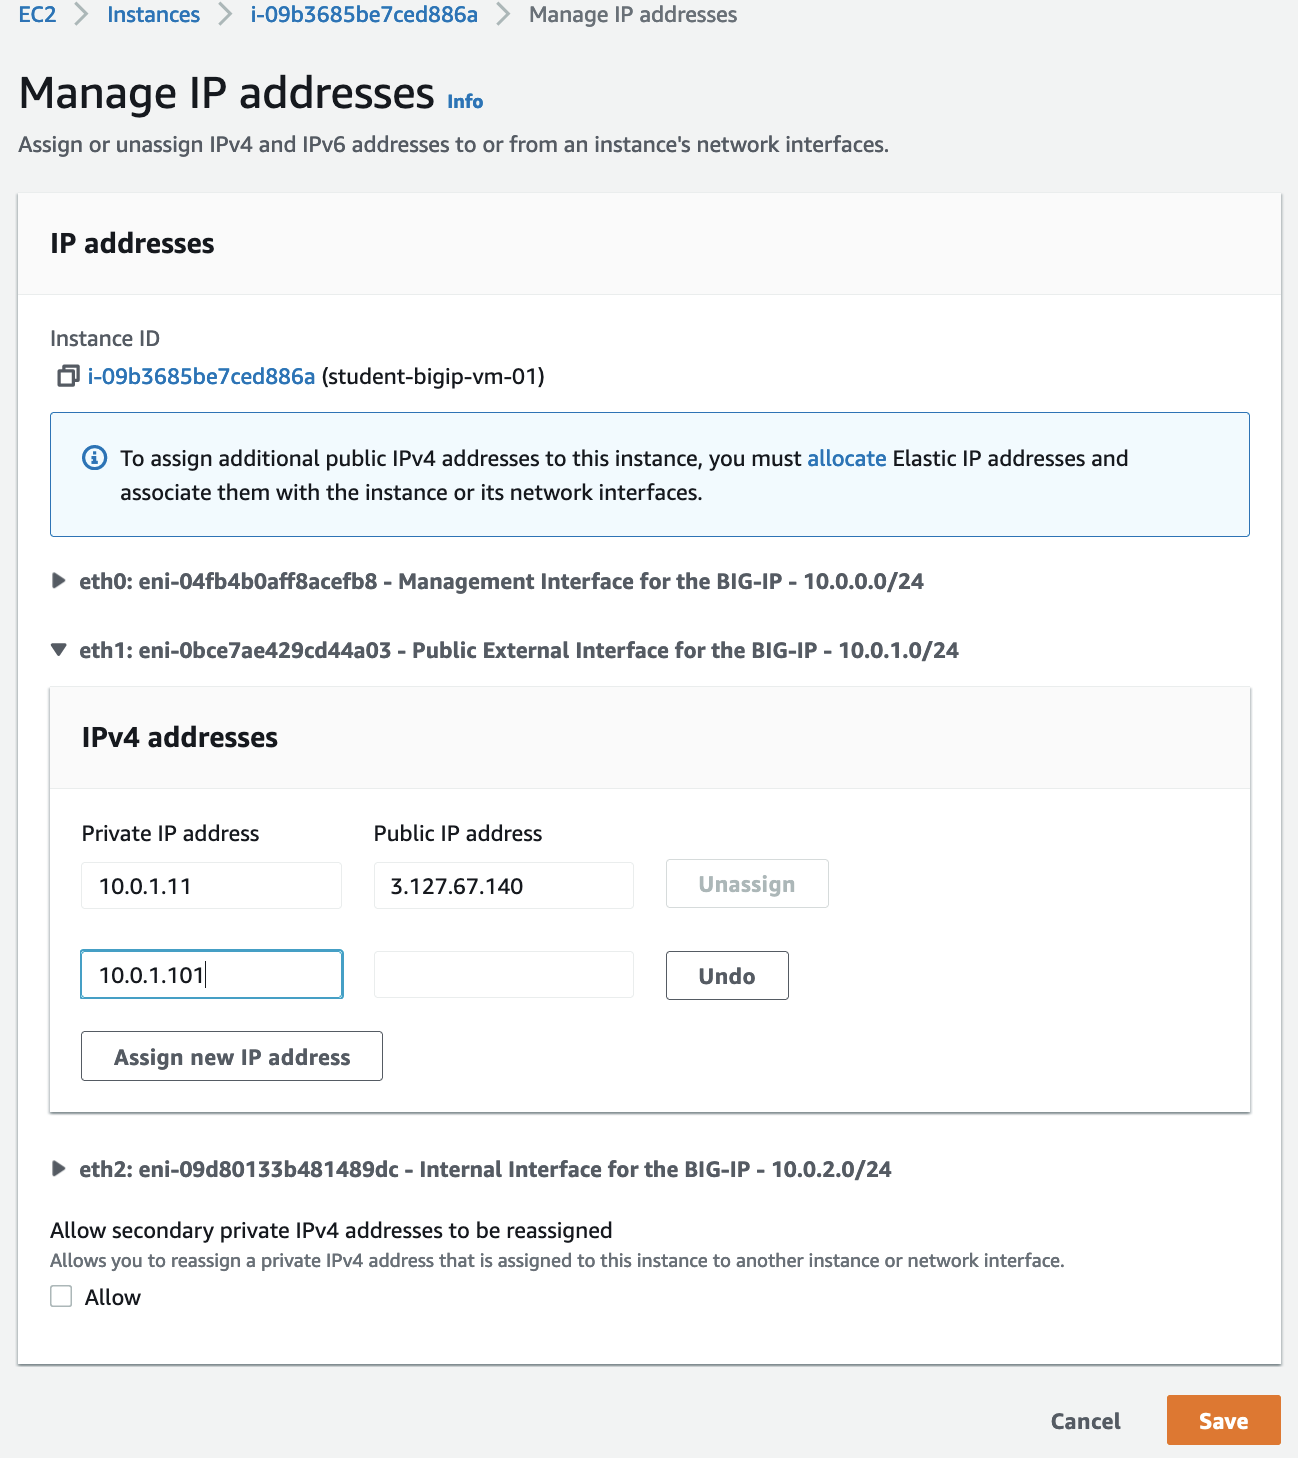 EC2 > Instances > i-09b3685be7ced886a > Manage IP addresses
Manage IP addresses Info
Assign or unassign IPv4 and IPv6 addresses to or from an instance's network interfaces.
IP addresses
Instance ID
i-09b3685be7ced886a (student-bigip-vm-01)
To assign additional public IPv4 addresses to this instance, you must allocate Elastic IP addresses and
associate them with the instance or its network interfaces.
eth0: eni-04fb4b0aff8acefb8 - Management Interface for the BIG-IP - 10.0.0.0/24
eth1: eni-0bce7ae429cd44a03 - Public External Interface for the BIG-IP - 10.0.1.0/24
IPv4 addresses
Private IP address Public IP address
10.0.1.11 3.127.67.140 Unassign
10.0.1.101 Undo
Assign new IP address
eth2: eni-09d80133b481489dc - Internal Interface for the BIG-IP - 10.0.2.0/24
Allow secondary private IPv4 addresses to be reassigned
Allows you to reassign a private IPv4 address that is assigned to this instance to another instance or network interface.
Allow
Cancel Save